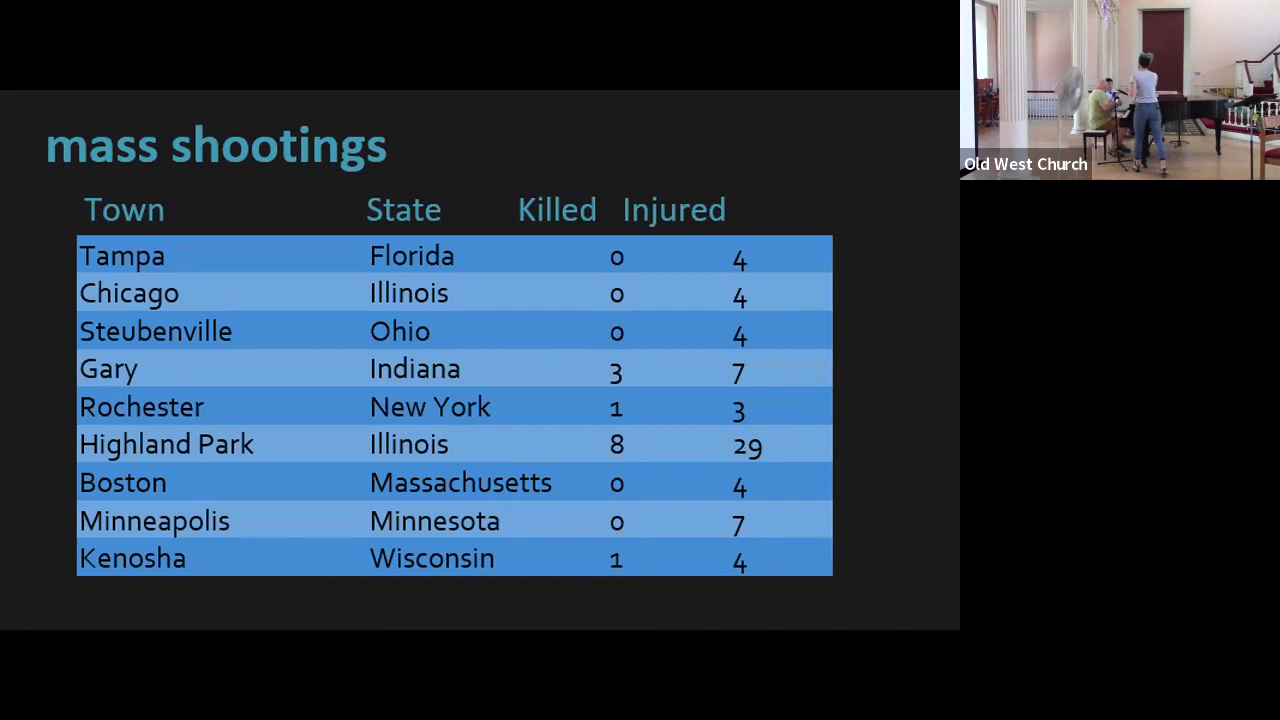 mass shootings
Town State Killed Injured
Tampa Florida 0 4
Chicago Illinois 0 4
Steubenville Ohio 0 4
Gary Indiana 3 7
Rochester New York 1 3
Highland Park Illinois 8 29
Boston Massachusetts 0 4
Minneapolis Minnesota 0 7
Kenosha Wisconsin 1 4
Old West Church